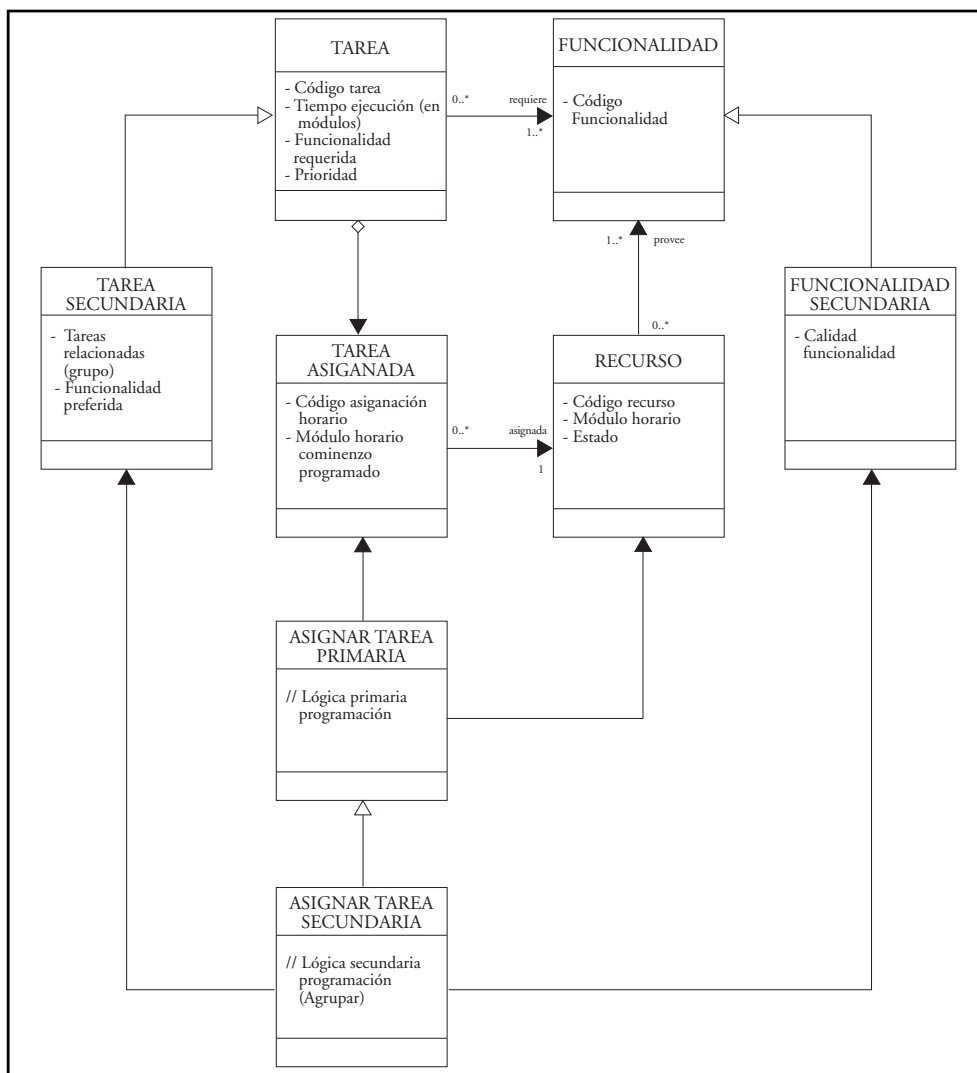 TAREA
- Código tarea
- Tiempo ejecución (en
módulos)
- Funcionalidad
requerida
- Prioridad
0..*
requiere
1..*
FUNCIONALIDAD
- Código
Funcionalidad
1..*
provee
0..*
TAREA
SECUNDARIA
- Tareas
relacionadas
(grupo)
- Funcionalidad
preferida
TAREA
ASIGANADA
- Código asiganación
horario
- Módulo horario
cominenzo
programado
0..*
asignada
1
RECURSO
- Código recurso
- Módulo horario
- Estado
FUNCIONALIDAD
SECUNDARIA
- Calidad
funcionalidad
ASIGNAR TAREA
PRIMARIA
// Lógica primaria
programación
ASIGNAR TAREA
SECUNDARIA
// Lógica secundaria
programación
(Agrupar)